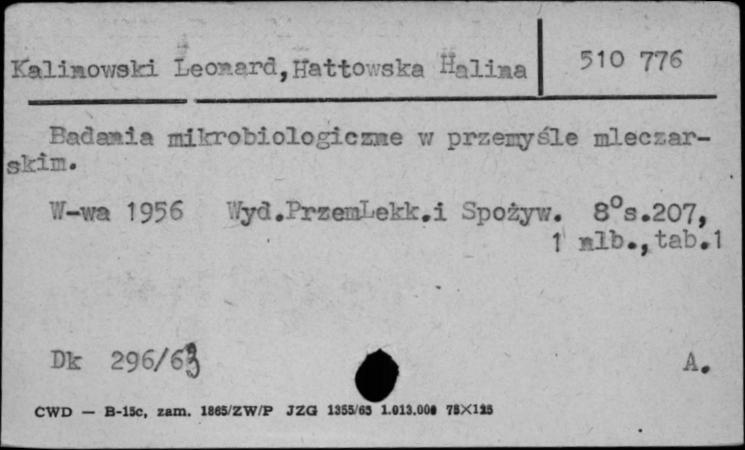 Kalinowski Leonard, Hattowska Halina
510 776
Badania mikrobiologiczne w przemyśle mleczar-
skim.
W-wa 1956 Wyd.PrzemLekk.i Spożyw. 8°s.207,
1 nlb.,tab.1
Dk 296/63
A.
CWD — B-15c, zam. 1865/ZW/P JZG 1355/65 1.013.000 75X125